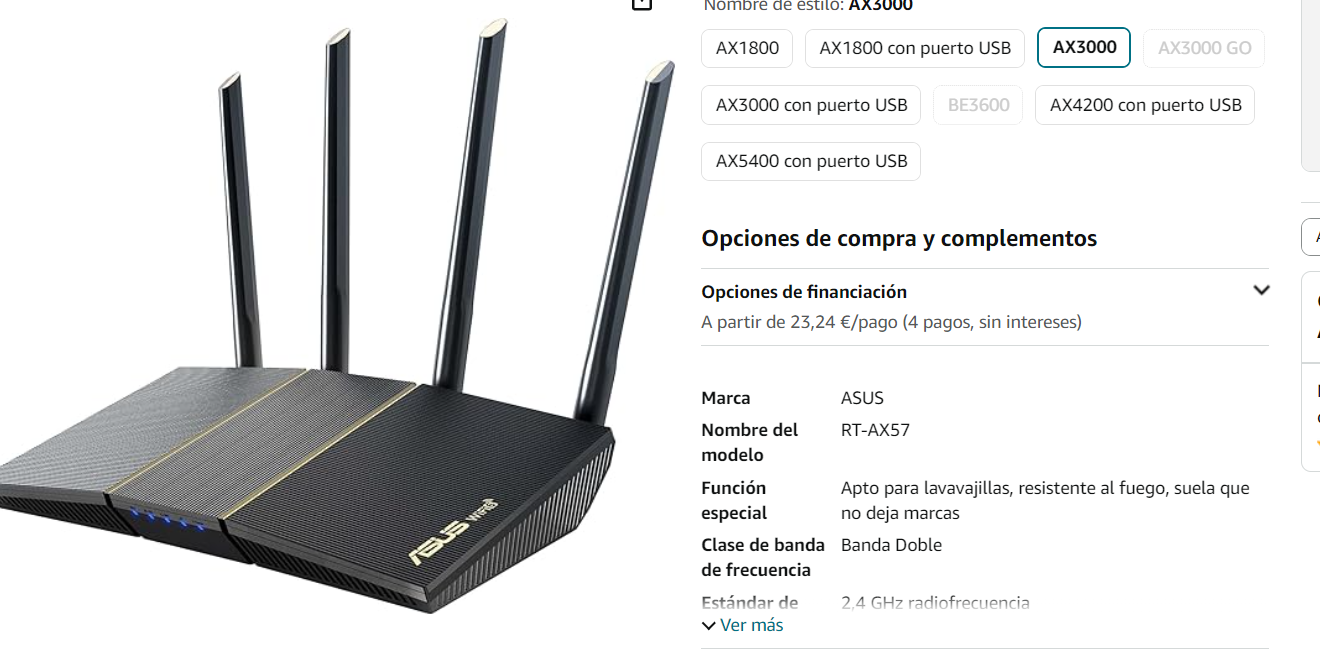 Nombre de estilo: AX3000
AX1800
AX1800 con puerto USB
AX3000
AX3000 GO
AX3000 con puerto USB
BE3600
AX4200 con puerto USB
AX5400 con puerto USB
Opciones de compra y complementos
Opciones de financiación
A partir de 23,24 €/pago (4 pagos, sin intereses)
Marca ASUS
Nombre del modelo RT-AX57
Función especial Apto para lavavajillas, resistente al fuego, suela que
no deja marcas
Clase de banda de frecuencia Banda Doble
Estándar de 2,4 GHz radiofrecuencia
Ver más
ASUS WiFi6